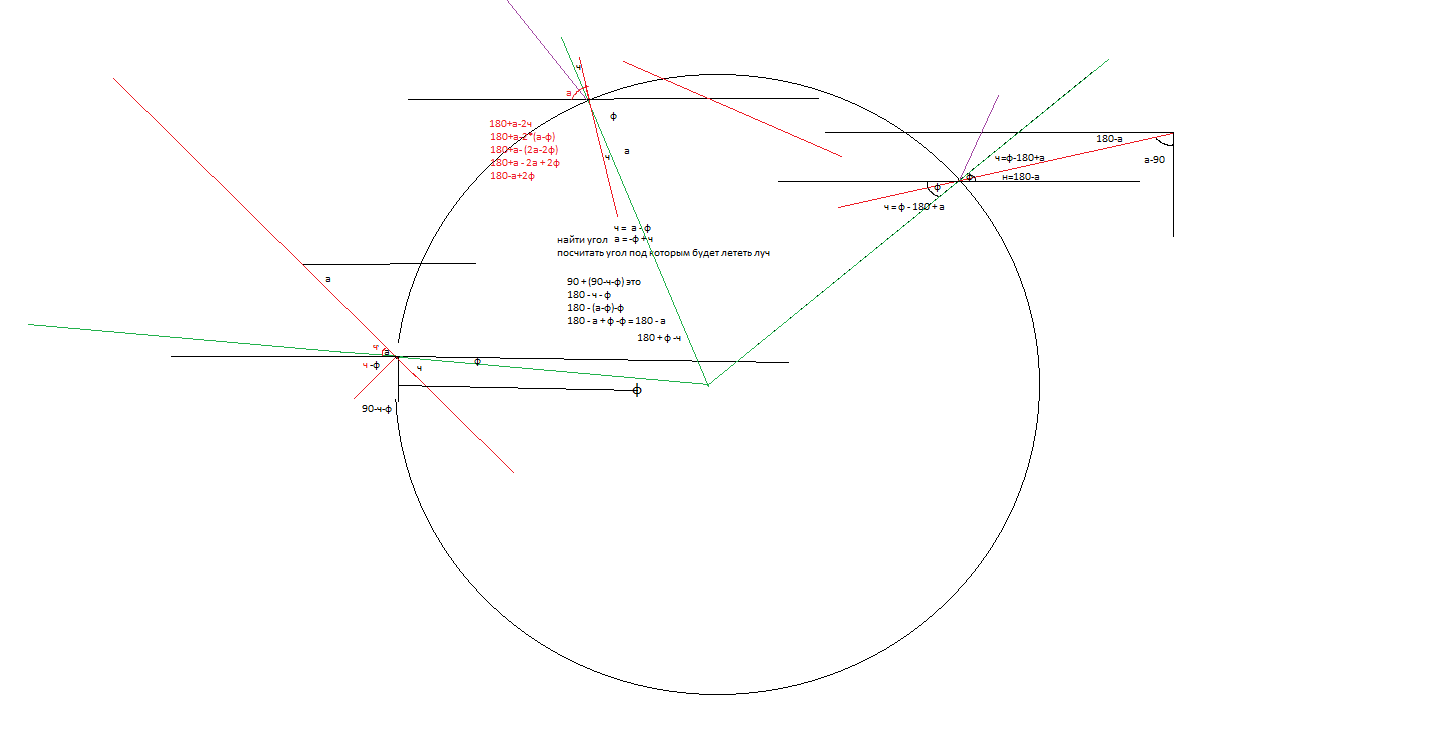 ч
а
ф
180+а-2ч
180+а-2*(а-ф)
180+а- (2а-2ф)
180+а - 2а + 2ф
180-а+2ф
ч
а
180-а
а-90
ч=ф-180+а
ф
н=180-а
ф
ч = ф - 180 + а
ч = а - ф
найти угол а = -ф + ч
посчитать угол под которым будет лететь луч
90 + (90-ч-ф) это
180 - ч - ф
180 - (а-ф)-ф
180 - а + ф -ф = 180 - а
180 + ф -ч
а
ч
(а
ч -ф
ч
ф
ф
90-ч-ф